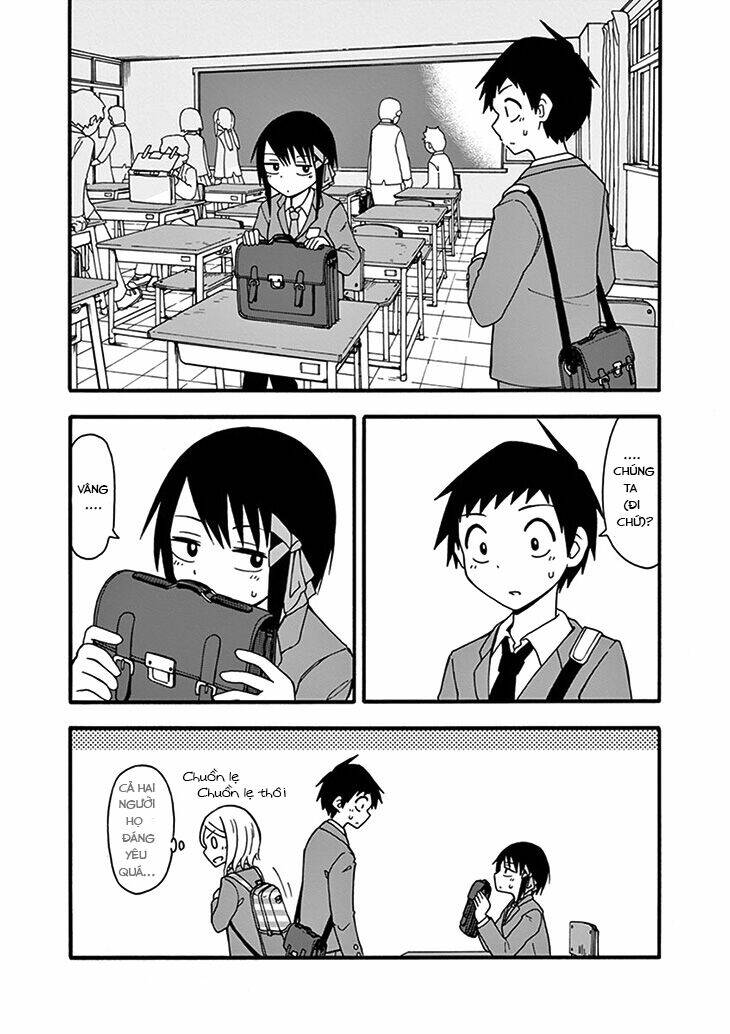 ....
CHÚNG
TA
(ĐI
CHỨ)?
VÂNG
....
Chuồn lẹ
Chuồn lẹ thôi
CẢ HAI
NGƯỜI
HỌ
ĐÁNG
YÊU
QUÁ...